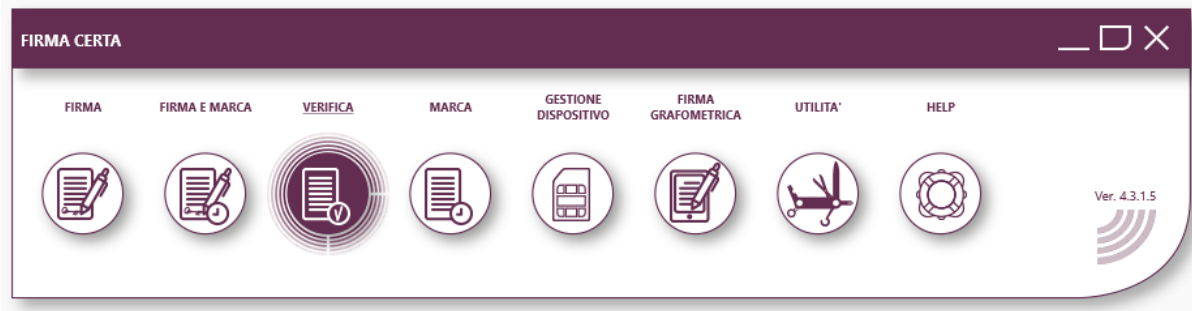 FIRMA CERTA
FIRMA
FIRMA E MARCA
VERIFICA
MARCA
GESTIONE
DISPOSITIVO
FIRMA
GRAFOMETRICA
UTILITA'
HELP
V
Ver. 4.3.1.5